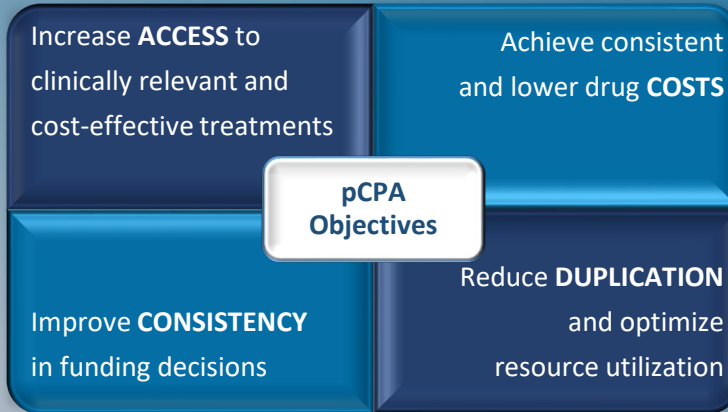 Increase ACCESS to
clinically relevant and
cost-effective treatments
Achieve consistent
and lower drug COSTS
pCPA
Objectives
Improve CONSISTENCY
in funding decisions
Reduce DUPLICATION
and optimize
resource utilization